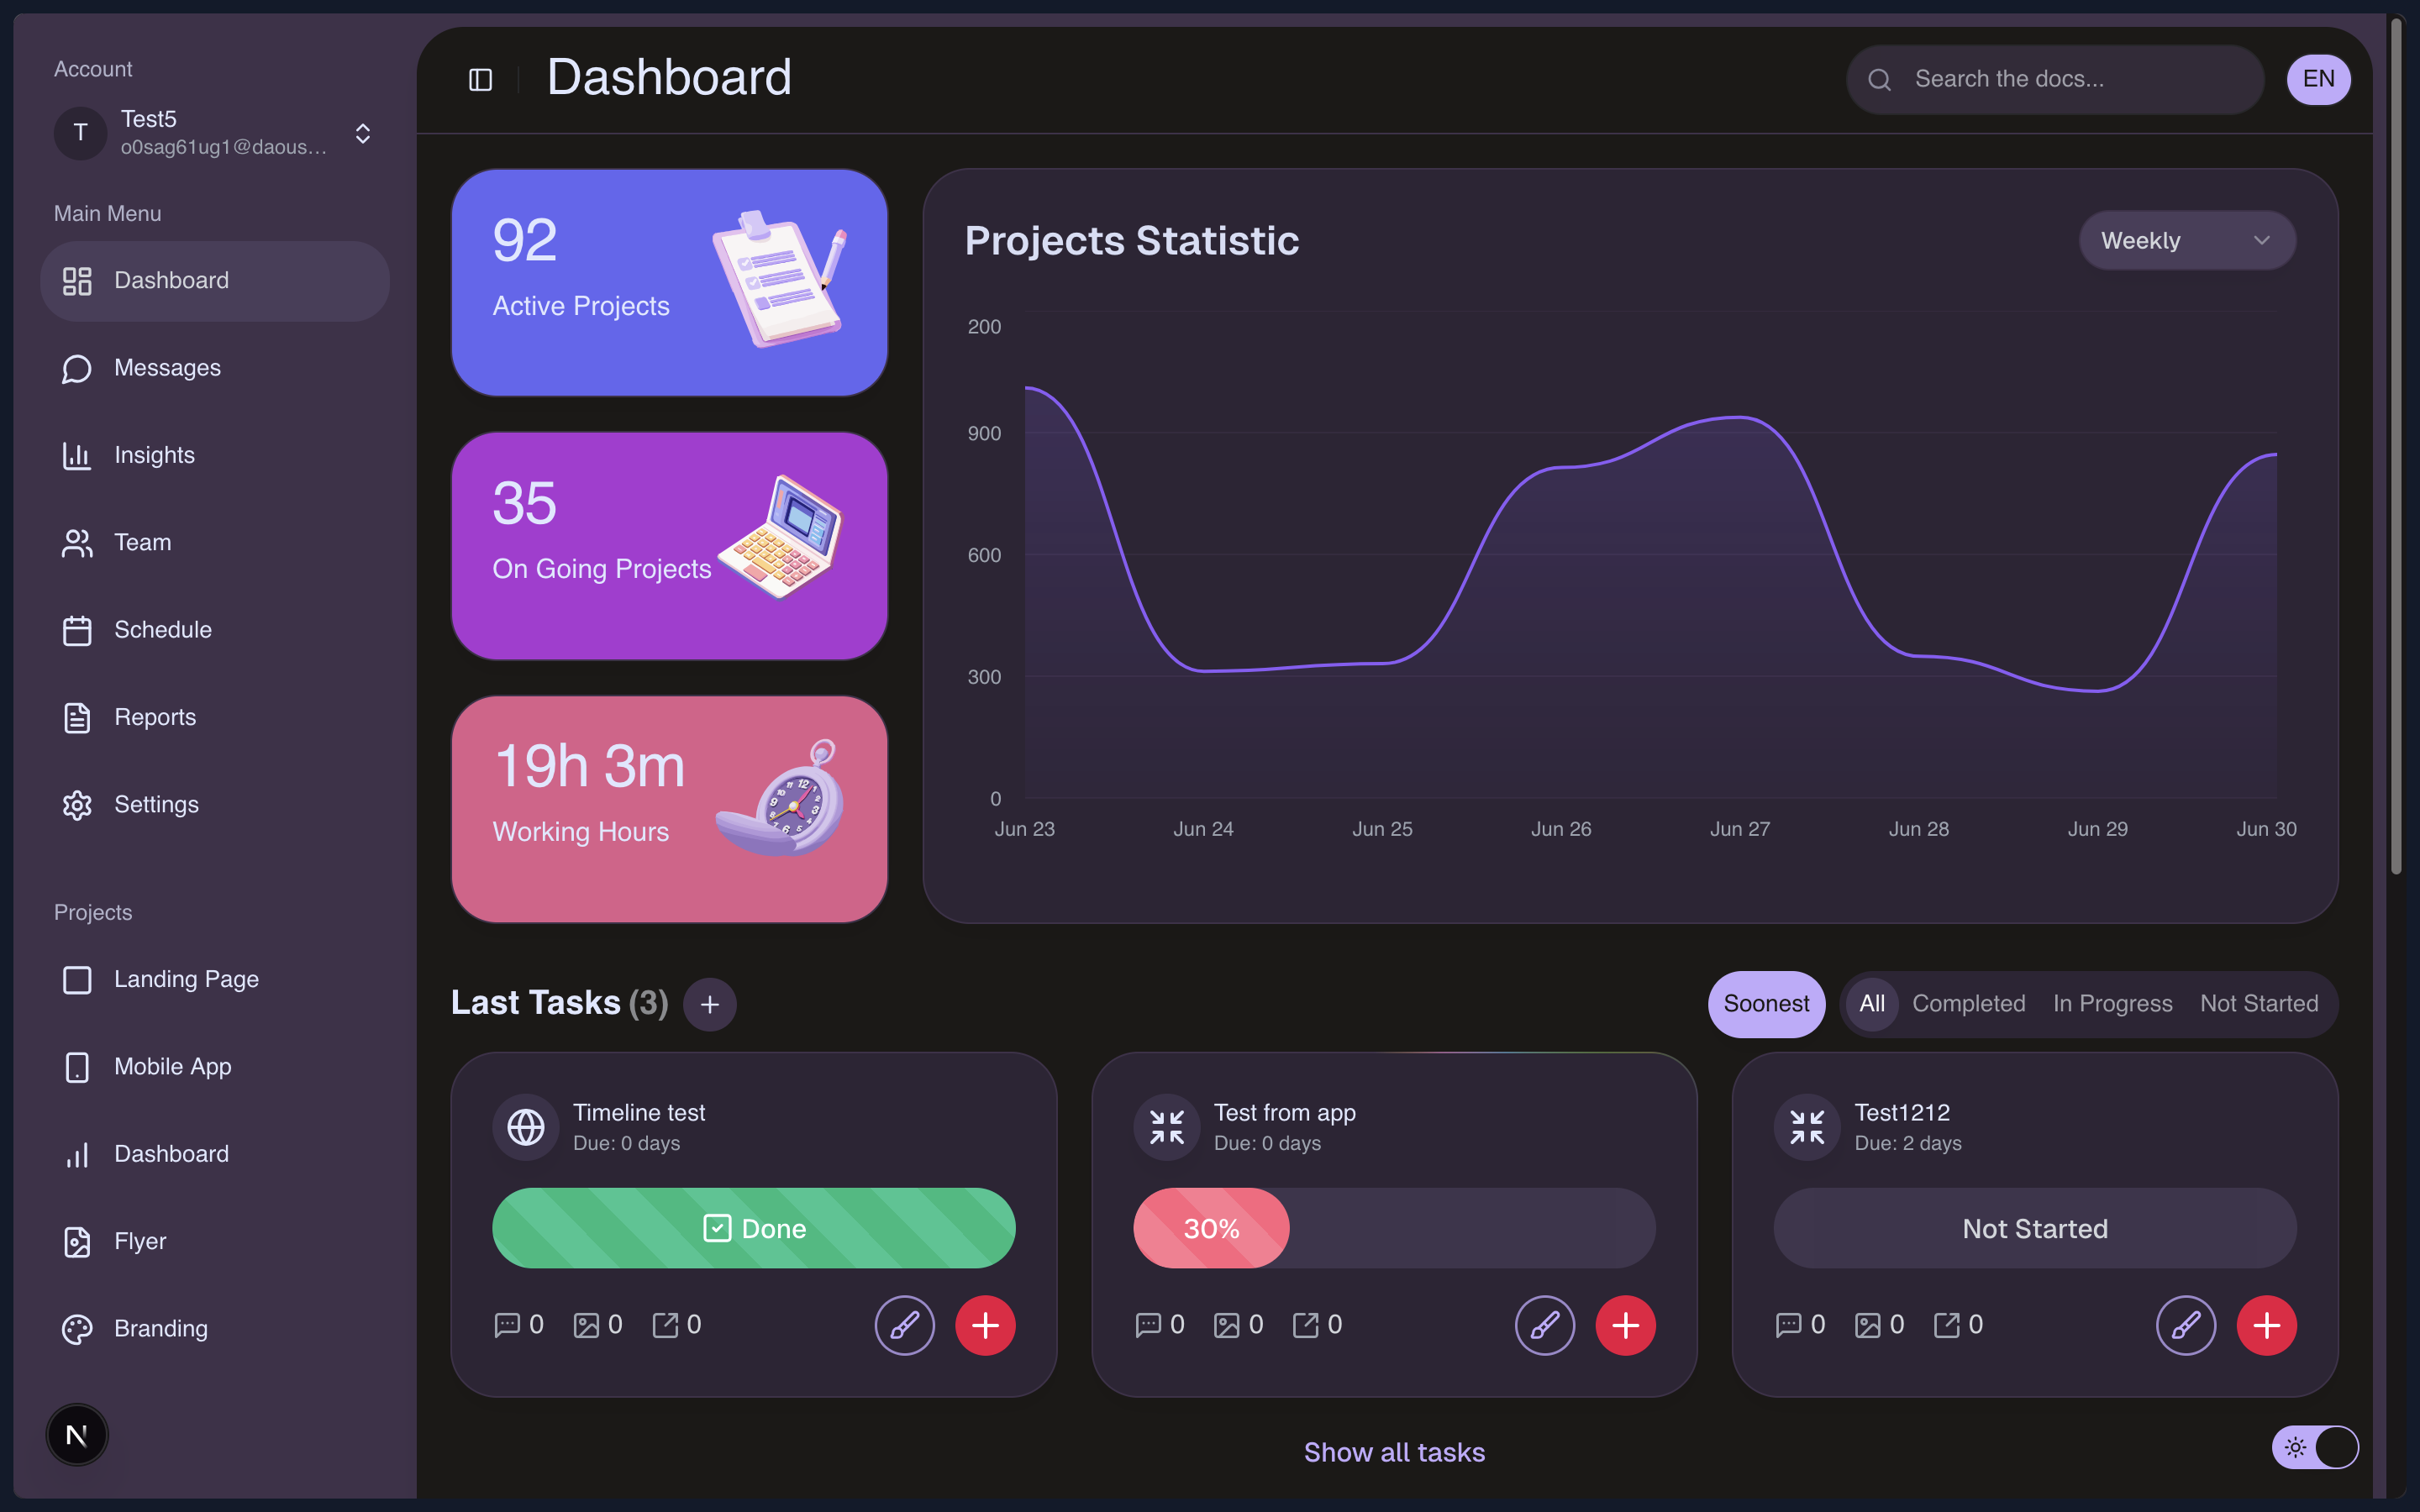 Account
T
Test5
o0sag61ug1@daous...
Main Menu
Dashboard
Messages
Insights
Team
Schedule
Reports
Settings
Projects
Landing Page
Mobile App
Dashboard
Flyer
Branding
N
Dashboard
Search the docs...
EN
92
Active Projects
35
On Going Projects
19h 3m
Working Hours
Projects Statistic
Weekly
200
900
600
300
0
Jun 23 Jun 24 Jun 25 Jun 26 Jun 27 Jun 28 Jun 29 Jun 30
Last Tasks (3)
Soonest All Completed In Progress Not Started
Timeline test
Due: 0 days
Done
0 0 0
Test from app
Due: 0 days
30%
0 0 0
Test1212
Due: 2 days
Not Started
0 0 0
Show all tasks